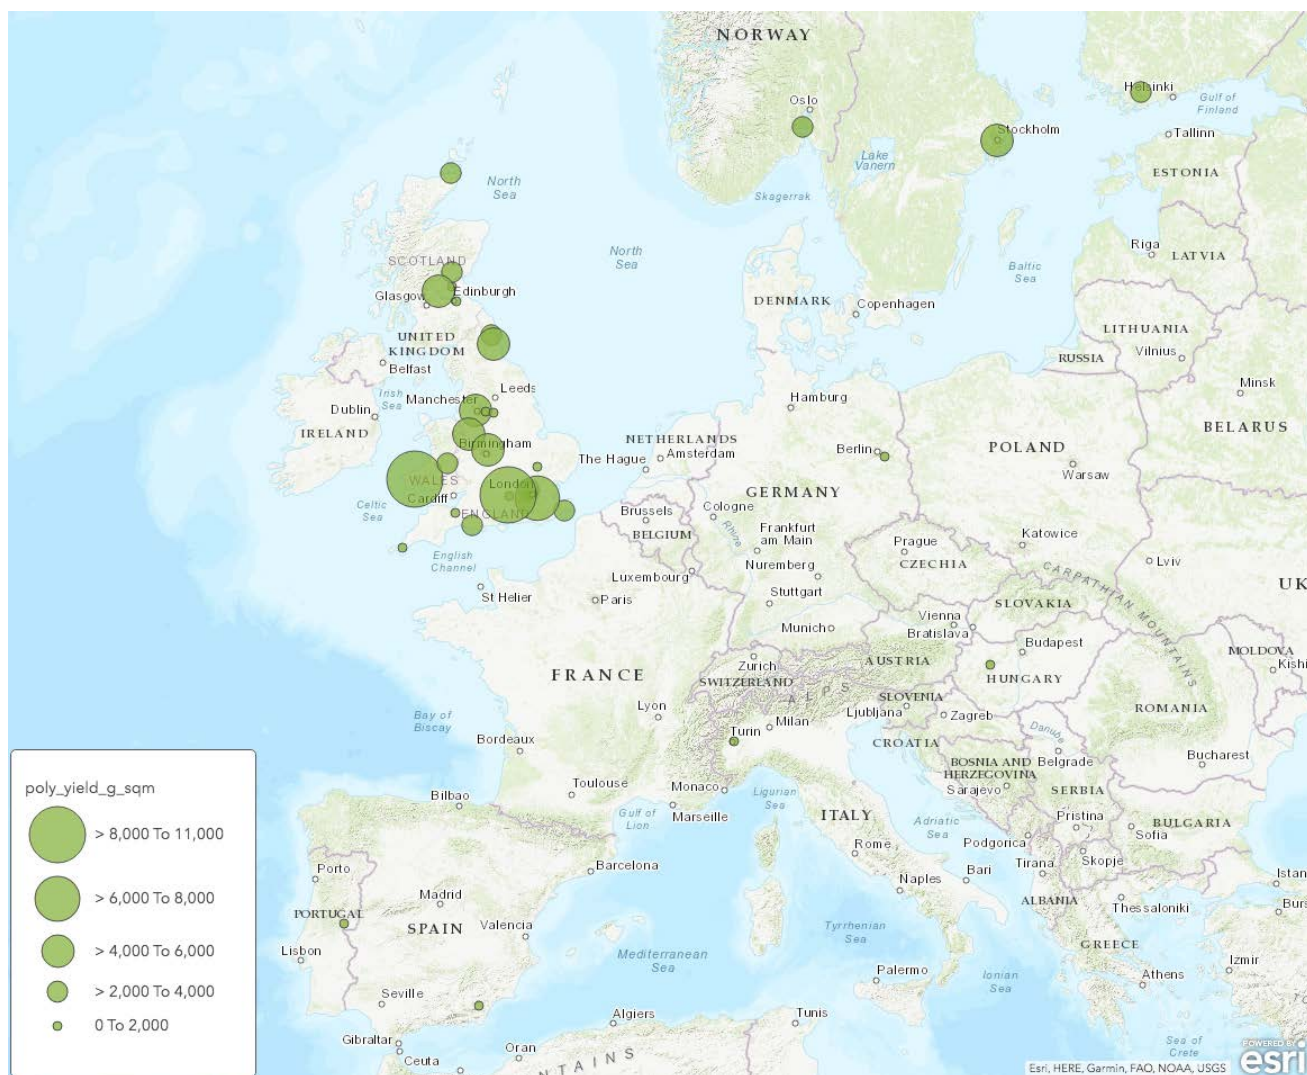 NORWAY
Oslo
Helsinki
Gulf of
Finland
Stockholm
Tallinn
Lake
Vanern
ESTONIA
North
Sea
Skagerrak
Riga
LATVIA
SCOTLAND
North
Sea
Baltic
Sea
Glasgow
Edinburgh
DENMARK
Copenhagen
LITHUANIA
UNITED
KINGDOM
Vilnius
RUSSIA
Belfast
Minsk
Irish
Sea
Leeds
Manchester
Hamburg
Dublin
IRELAND
BELARUS
Birmingham
NETHERLANDS
Amsterdam
Berlin
POLAND
The Hague
Warsaw
WALES
London
GERMANY
Cardiff
Celtic
Sea
ENGLAND
Brussels
Cologne
BELGIUM
Rhine
Frankfurt
am Main
Prague
Katowice
English
Channel
CZECHIA
Lviv
Luxembourg
Nuremberg
CARPATHIAN MOUNTAINS
UK
St Helier
Paris
Stuttgart
SLOVAKIA
Munich
Vienna
Bratislava
Budapest
MOLDOVA
Kishi
FRANCE
Zurich
AUSTRIA
SWITZERLAND
ALPS
HUNGARY
SLOVENIA
Lyon
Ljubljana
Zagreb
ROMANIA
Bay of
Biscay
Milan
Turin
Danube
Bordeaux
CROATIA
Bucharest
BOSNIA AND
HERZEGOVINA
Belgrade
Sarajevo
Toulouse
Monaco
Ligurian
Sea
SERBIA
Bilbao
Gulf of
Lion
Marseille
ITALY
Adriatic
Sea
Pristina
Sofia
BULGARIA
Podgorica
Rome
Skopje
Porto
Barcelona
Tirana
Madrid
Naples
Bari
Istan
ALBANIA
Thessaloniki
Burs
PORTUGAL
SPAIN
Valencia
Tyrrhenian
Sea
Lisbon
Mediterranean
Sea
GREECE
Izmir
Palermo
Ionian
Sea
Athens
Seville
Algiers
Tunis
Gibraltar
Ceuta
Oran
NTAINS
Sea of
Crete
poly_yield_g_sqm
> 8,000 To 11,000
> 6,000 To 8,000
> 4,000 To 6,000
> 2,000 To 4,000
0 To 2,000
Esri, HERE, Garmin, FAO, NOAA, USGS
POWERED BY
esri